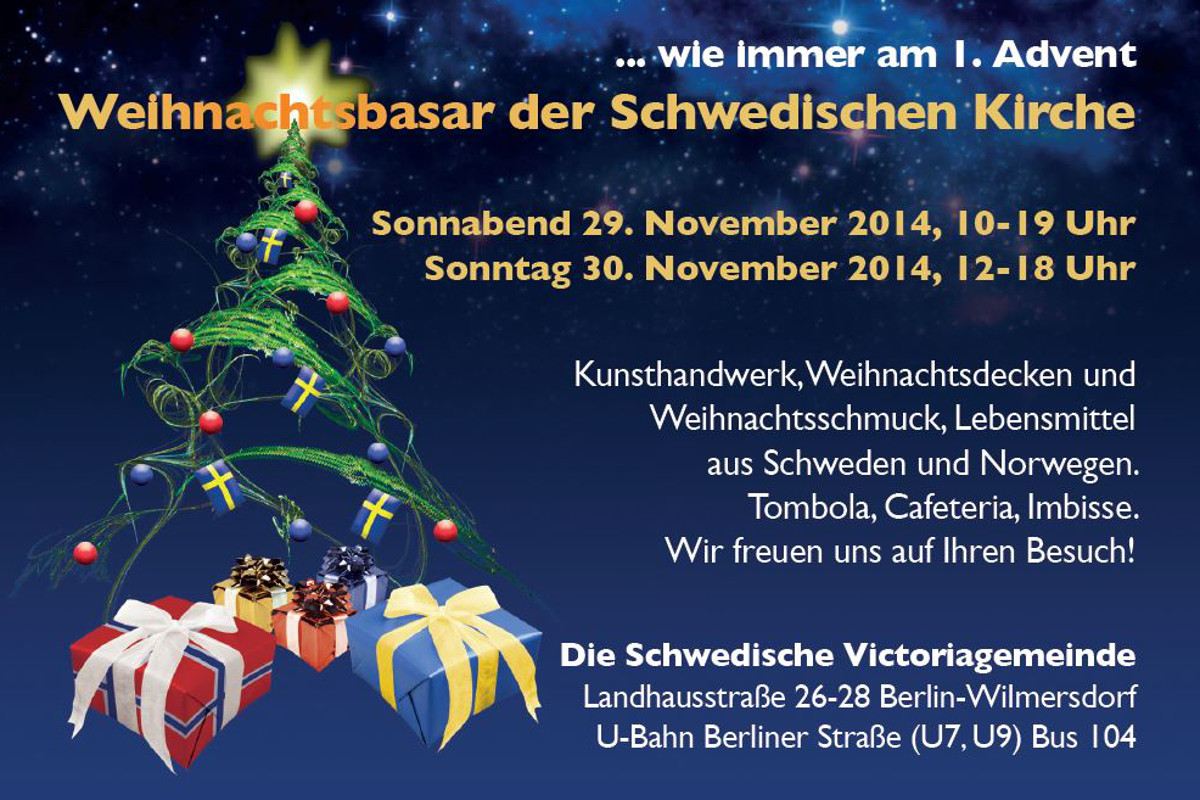 ... wie immer am 1. Advent
Weihnachtsbasar der Schwedischen Kirche
Sonnabend 29. November 2014, 10-19 Uhr
Sonntag 30. November 2014, 12-18 Uhr
Kunsthandwerk, Weihnachtsdecken und
Weihnachtsschmuck, Lebensmittel
aus Schweden und Norwegen.
Tombola, Cafeteria, Imbisse.
Wir freuen uns auf Ihren Besuch!
Die Schwedische Victoriagemeinde
Landhausstraße 26-28 Berlin-Wilmersdorf
U-Bahn Berliner Straße (U7, U9) Bus 104